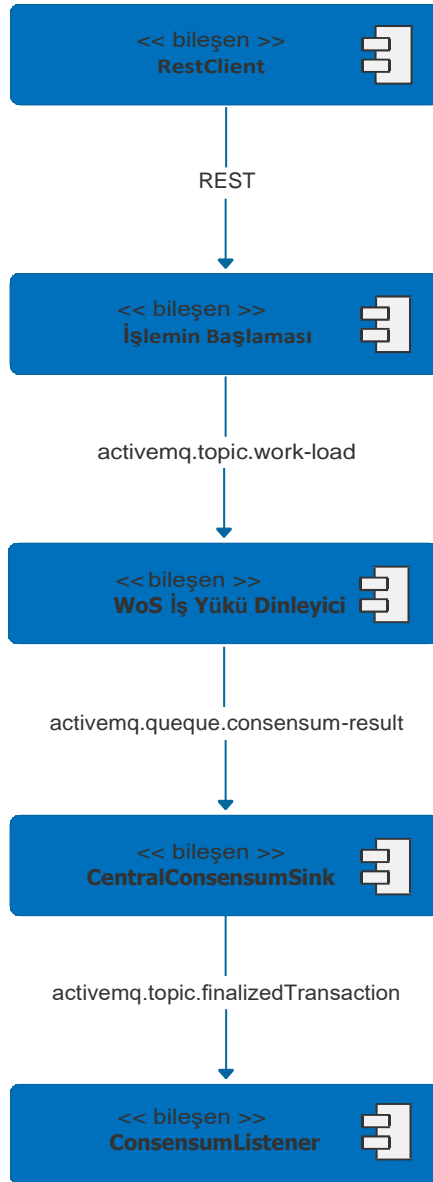 << bileşen >>
RestClient
REST
<< bileşen >>
İşlemin Başlaması
activemq.topic.work-load
<< bileşen >>
WoS İş Yükü Dinleyici
activemq.queque.consensum-result
<< bileşen >>
CentralConsensumSink
activemq.topic.finalizedTransaction
<< bileşen >>
ConsensumListener